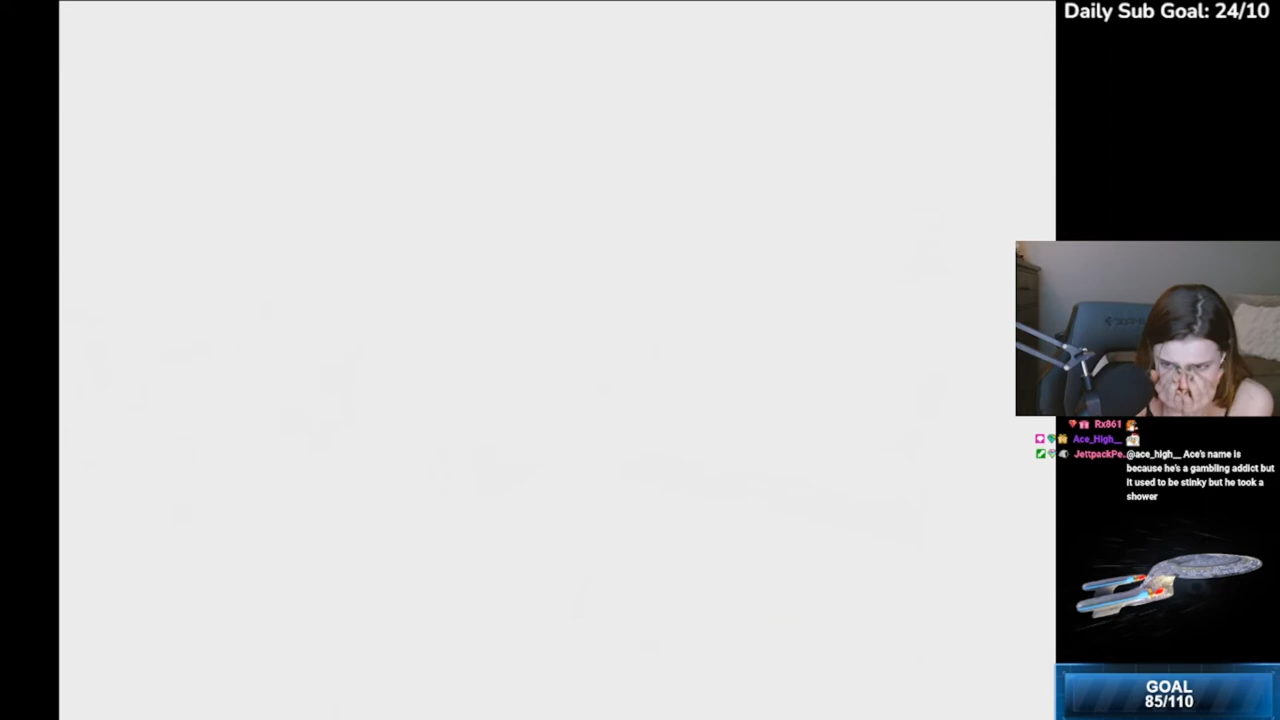 Daily Sub Goal: 24/10
Rx861
Ace_High__
JettpackPe.. @ace_high__ Ace's name is
because he's a gambling addict but
it used to be stinky but he took a
shower
GOAL
85/110